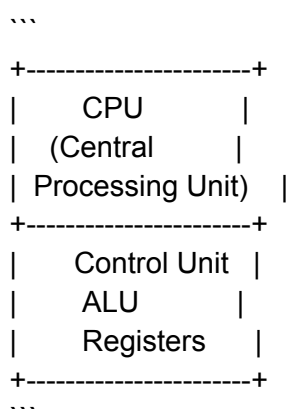 ```
+-----------------------+
|       CPU          |
|   (Central        |
| Processing Unit)   |
+-----------------------+
|      Control Unit  |
|      ALU          |
|      Registers     |
+-----------------------+
```